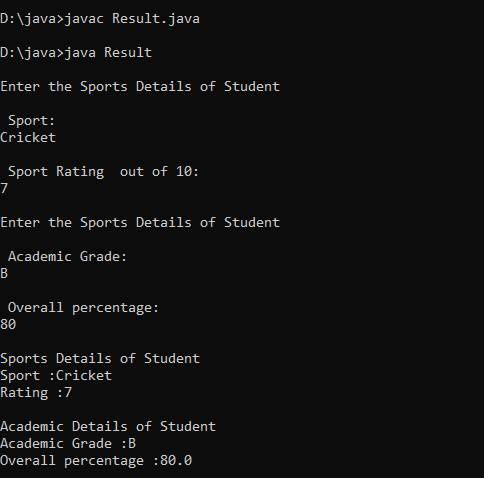 D:\java>javac Result.java
D:\java>java Result
Enter the Sports Details of Student
Sport:
Cricket
Sport Rating  out of 10:
7
Enter the Sports Details of Student
Academic Grade:
B
Overall percentage:
80
Sports Details of Student
Sport :Cricket
Rating :7
Academic Details of Student
Academic Grade :B
Overall percentage :80.0